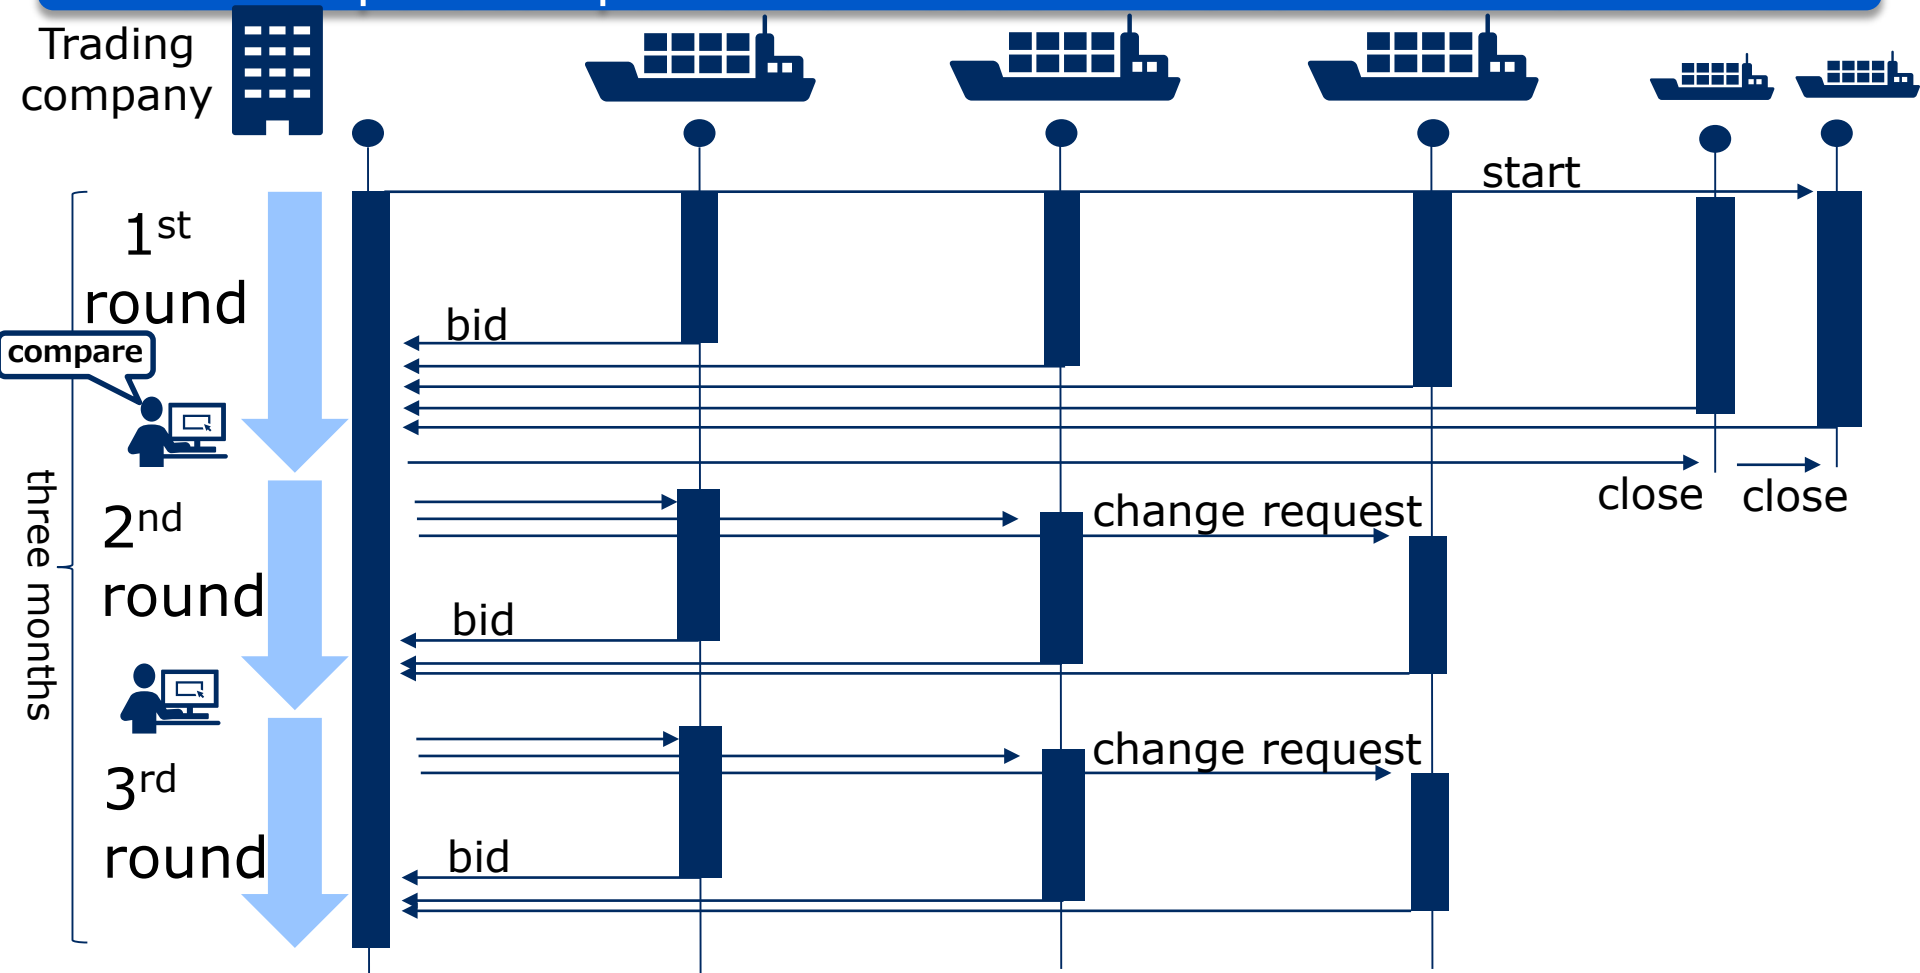 Trading
company
start
1st
round
bid
compare
close
close
three months
2nd
round
change request
bid
3rd
round
change request
bid